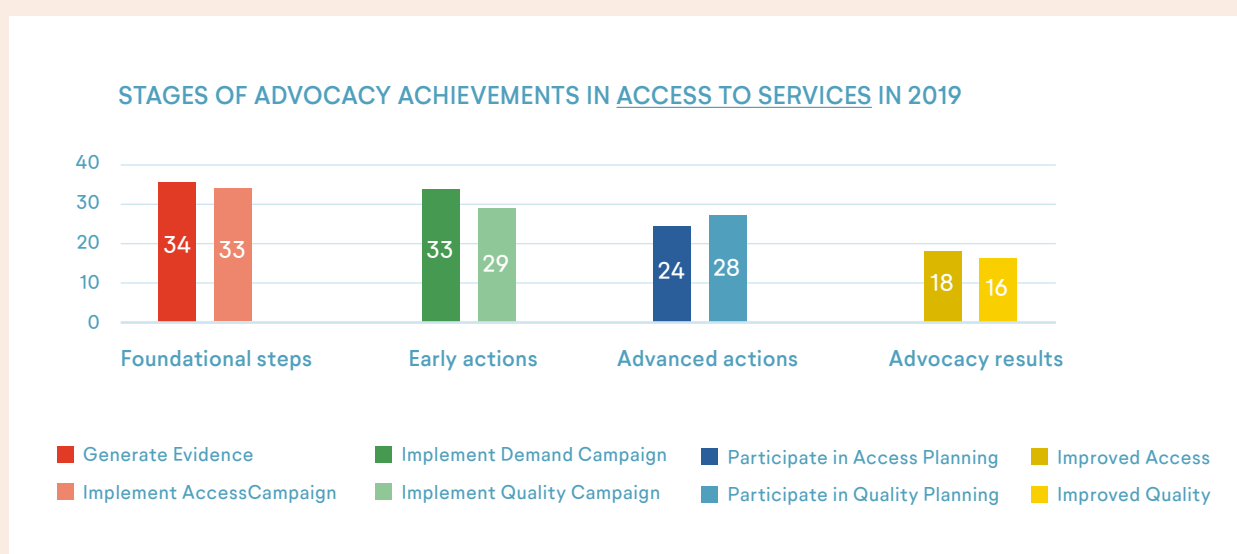 STAGES OF ADVOCACY ACHIEVEMENTS IN ACCESS TO SERVICES IN 2019
40
30
20
10
0
34
33
33
29
24
28
18
16
Foundational steps
Early actions
Advanced actions
Advocacy results
Generate Evidence
Implement AccessCampaign
Implement Demand Campaign
Implement Quality Campaign
Participate in Access Planning
Participate in Quality Planning
Improved Access
Improved Quality